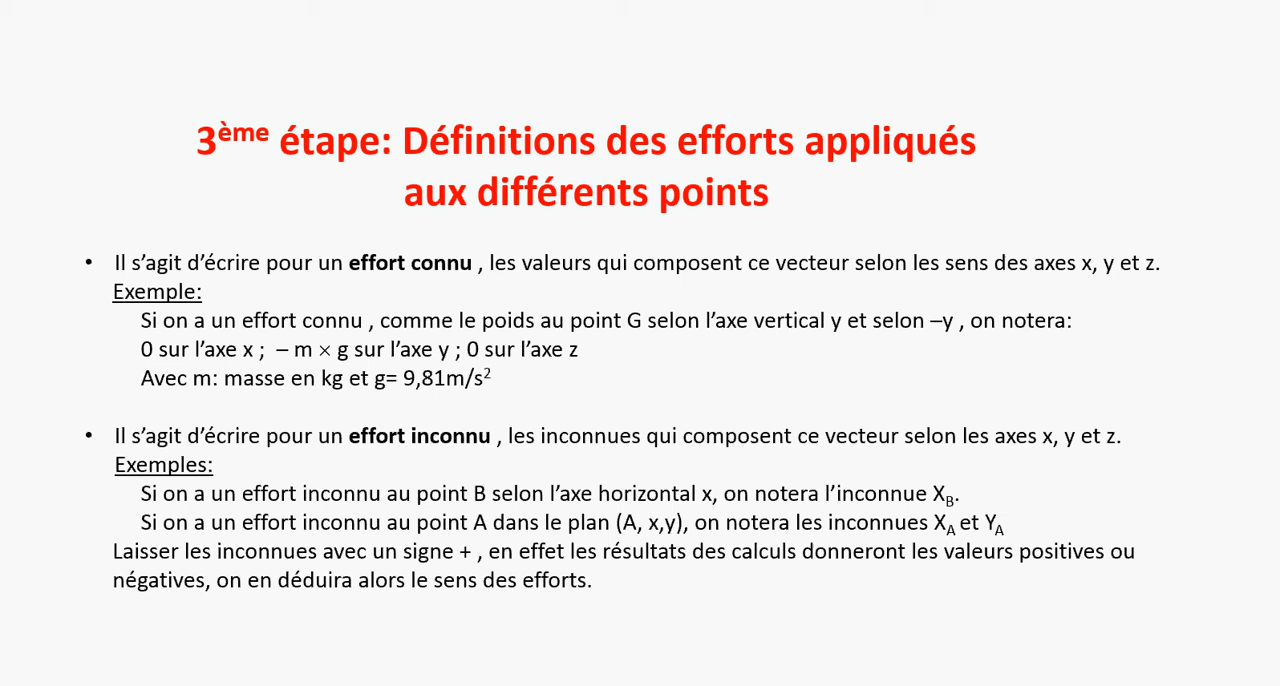 3ème étape: Définitions des efforts appliqués
aux différents points
• Il s’agit d’écrire pour un effort connu , les valeurs qui composent ce vecteur selon les sens des axes x, y et z.
Exemple:
Si on a un effort connu , comme le poids au point G selon l’axe vertical y et selon –y , on notera:
0 sur l’axe x ; – m × g sur l’axe y ; 0 sur l’axe z
Avec m: masse en kg et g= 9,81m/s²
• Il s’agit d’écrire pour un effort inconnu , les inconnues qui composent ce vecteur selon les axes x, y et z.
Exemples:
Si on a un effort inconnu au point B selon l’axe horizontal x, on notera l’inconnue XB.
Si on a un effort inconnu au point A dans le plan (A, x,y), on notera les inconnues XA et YA
Laisser les inconnues avec un signe + , en effet les résultats des calculs donneront les valeurs positives ou
négatives, on en déduira alors le sens des efforts.